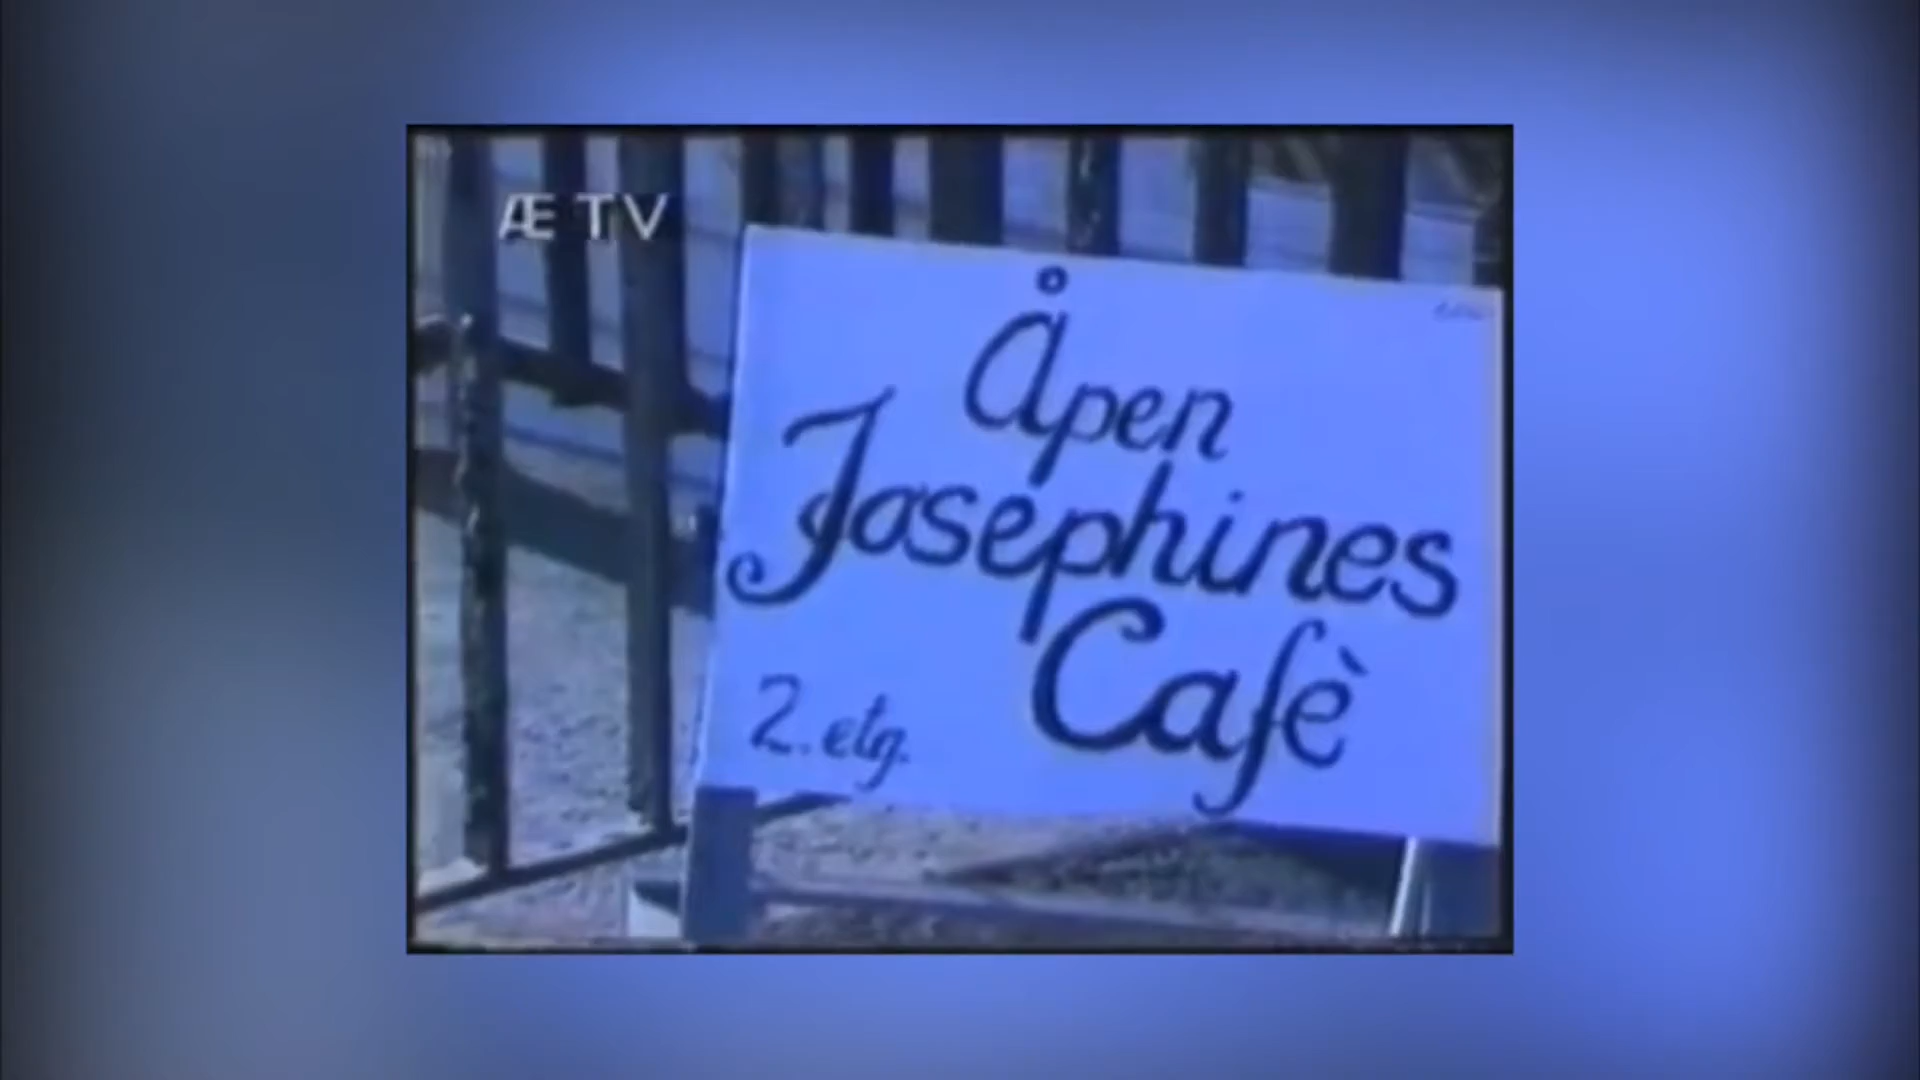 ÆTV
Åpen
Josephines
Cafè
2. etg.